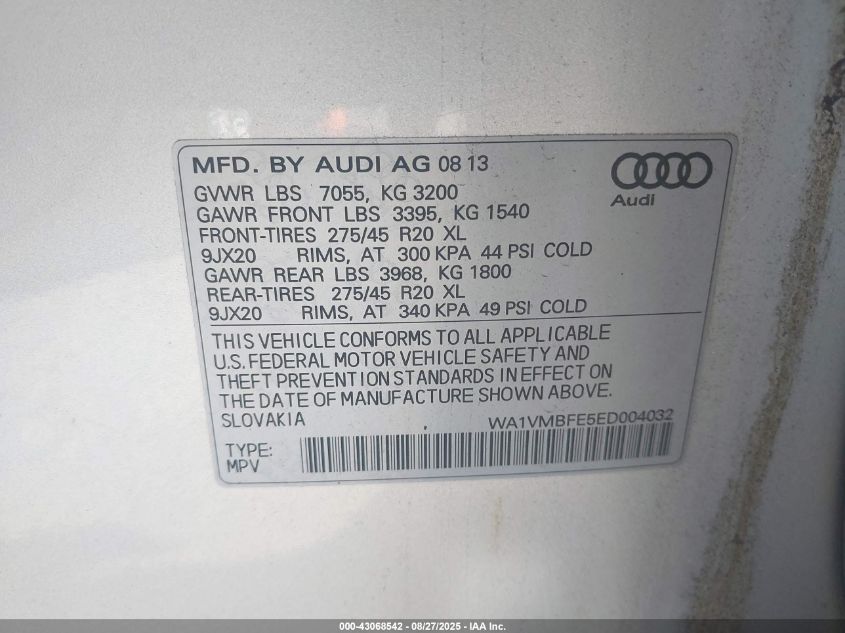 MFD. BY AUDI AG 08 13
Audi
GVWR LBS 7055, KG 3200
GAWR FRONT LBS 3395, KG 1540
FRONT-TIRES 275/45 R20 XL
9JX20 RIMS, AT 300 KPA 44 PSI COLD
GAWR REAR LBS 3968, KG 1800
REAR-TIRES 275/45 R20 XL
9JX20 RIMS, AT 340 KPA 49 PSI COLD
THIS VEHICLE CONFORMS TO ALL APPLICABLE
U.S. FEDERAL MOTOR VEHICLE SAFETY AND
THEFT PREVENTION STANDARDS IN EFFECT ON
THE DATE OF MANUFACTURE SHOWN ABOVE.
SLOVAKIA WA1VMBFE5ED004032
TYPE:
MPV
000-43068542 - 08/27/2025 - IAA Inc.